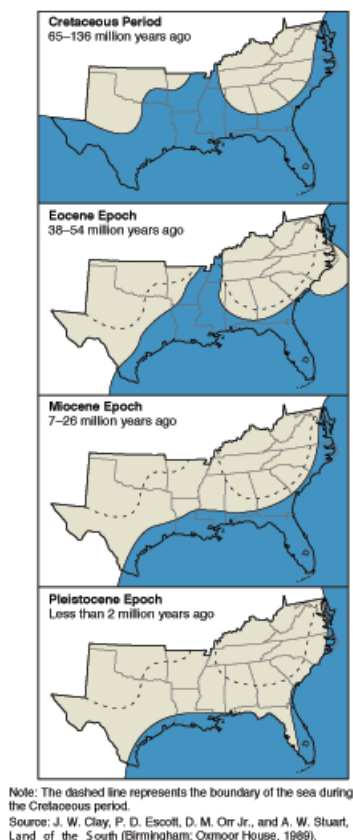 Cretaceous Period
65–136 million years ago
Eocene Epoch
38–54 million years ago
Miocene Epoch
7–26 million years ago
Pleistocene Epoch
Less than 2 million years ago
Note: The dashed line represents the boundary of the sea during
the Cretaceous period.
Source: J. W. Clay, P. D. Escott, D. M. Orr Jr., and A. W. Stuart,
Land of the South (Birmingham: Oxmoor House, 1989).